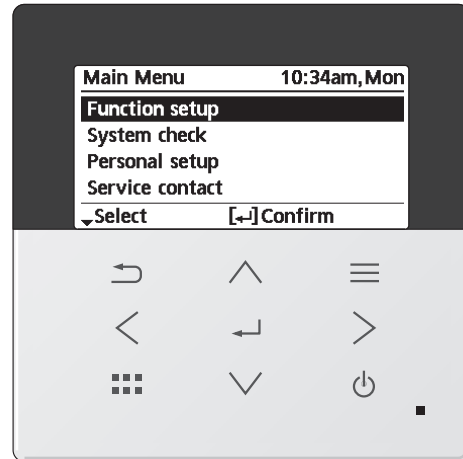 Main Menu 10:34am,Mon
Function setup
System check
Personal setup
Service contact
Select [↵]Confirm